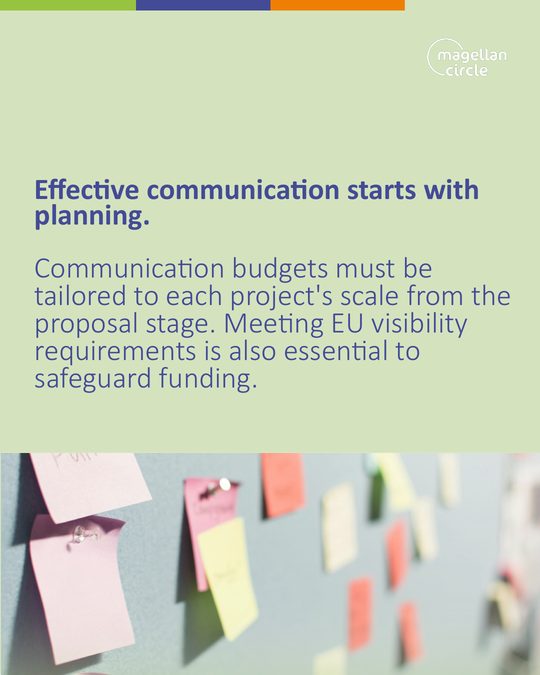 magellan
circle
Effective communication starts with
planning.
Communication budgets must be
tailored to each project's scale from the
proposal stage. Meeting EU visibility
requirements is also essential to
safeguard funding.